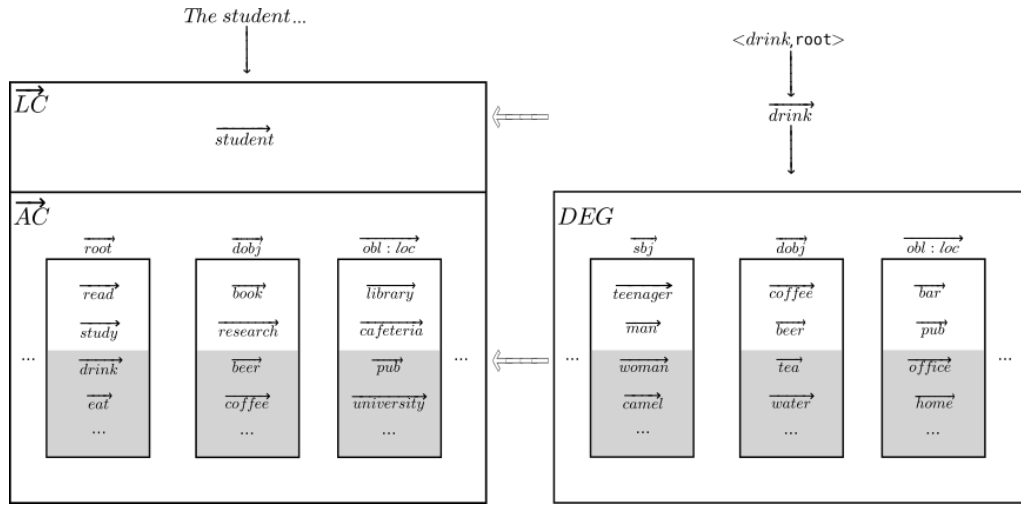 The student...
<drink,root>
LC
student
drink
AC
root dobj obl : loc
read book library
study research cafeteria
... drink beer pub ...
eat coffee university
... ... ...
DEG
sbj dobj obl : loc
teenager coffee bar
man beer pub
... woman tea office ...
camel water home
... ... ...